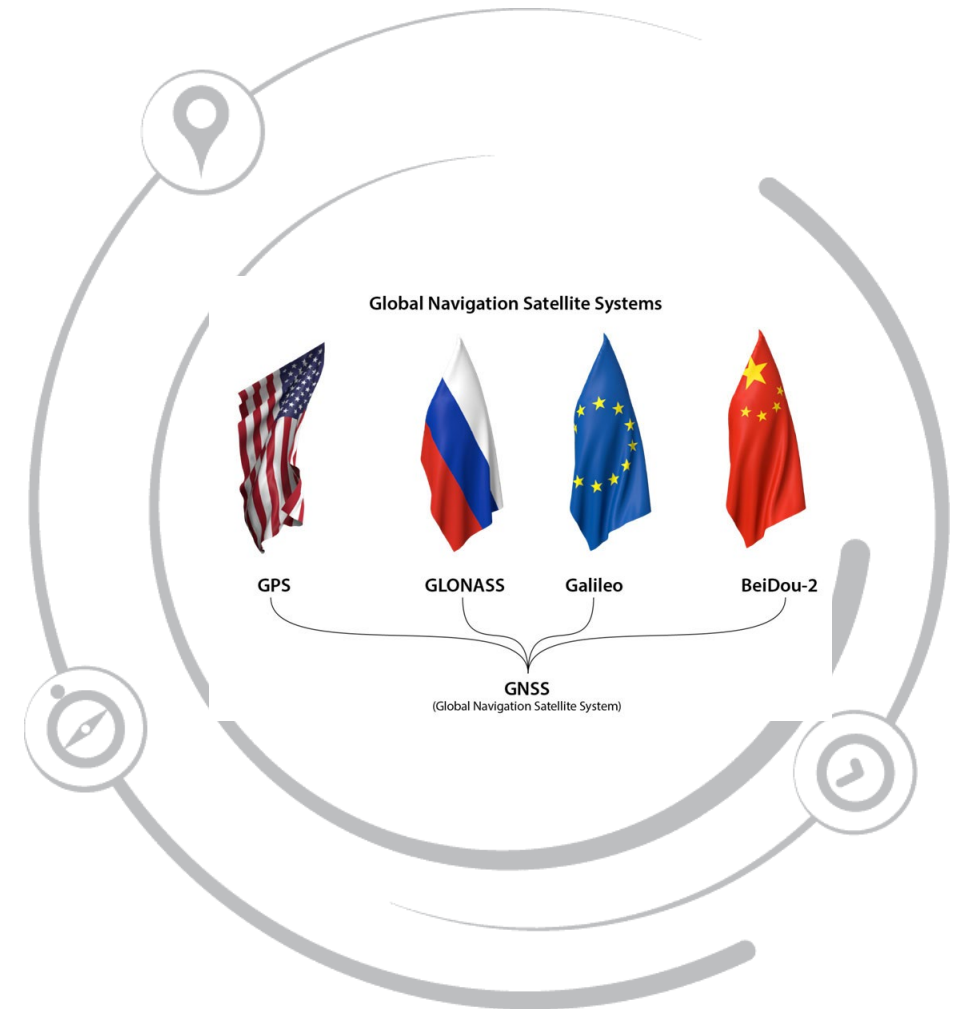 Global Navigation Satellite Systems
GPS
GLONASS
Galileo
BeiDou-2
GNSS
(Global Navigation Satellite System)